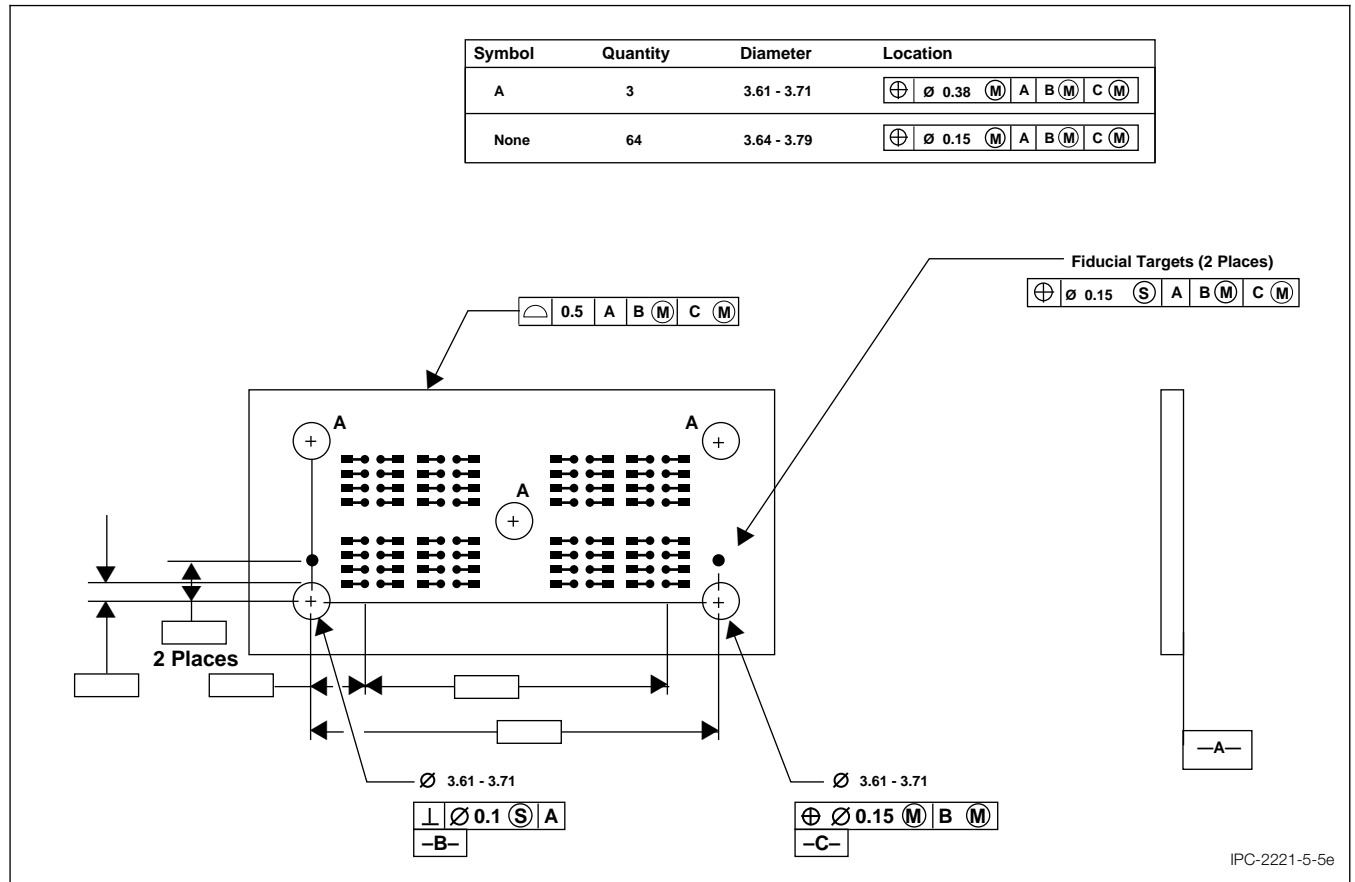 Symbol Quantity Diameter Location
A 3 3.61 - 3.71 ⌖ Ø 0.38 Ⓜ A B Ⓜ C Ⓜ
None 64 3.64 - 3.79 ⌖ Ø 0.15 Ⓜ A B Ⓜ C Ⓜ
Fiducial Targets (2 Places)
⌖ Ø 0.15 Ⓢ A B Ⓜ C Ⓜ
⌓ 0.5 A B Ⓜ C Ⓜ
A A
A
2 Places
—A—
Ø 3.61 - 3.71
⟂ Ø 0.1 Ⓢ A
–B–
Ø 3.61 - 3.71
⌖ Ø 0.15 Ⓜ B Ⓜ
–C–
IPC-2221-5-5e